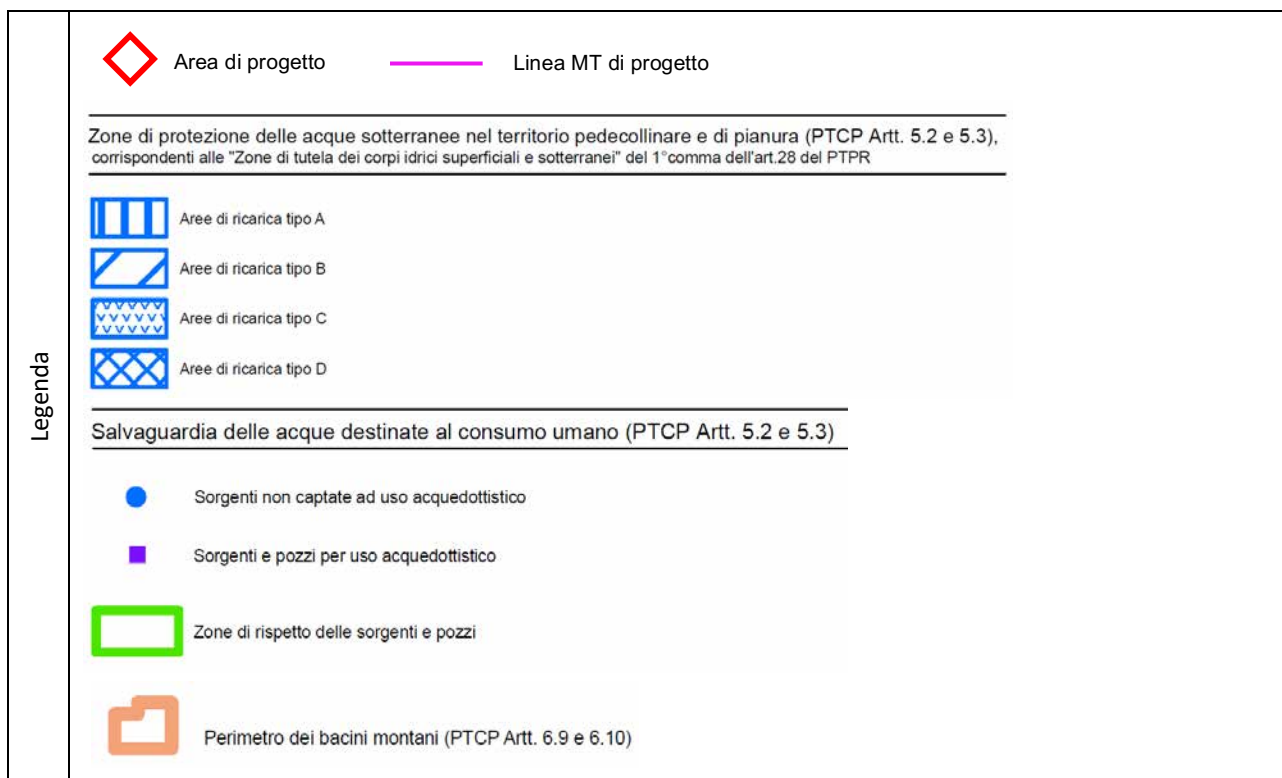 Legenda
Area di progetto
Linea MT di progetto
Zone di protezione delle acque sotterranee nel territorio pedecollinare e di pianura (PTCP Artt. 5.2 e 5.3),
corrispondenti alle "Zone di tutela dei corpi idrici superficiali e sotterranei" del 1°comma dell'art.28 del PTPR
Aree di ricarica tipo A
Aree di ricarica tipo B
Aree di ricarica tipo C
Aree di ricarica tipo D
Salvaguardia delle acque destinate al consumo umano (PTCP Artt. 5.2 e 5.3)
Sorgenti non captate ad uso acquedottistico
Sorgenti e pozzi per uso acquedottistico
Zone di rispetto delle sorgenti e pozzi
Perimetro dei bacini montani (PTCP Artt. 6.9 e 6.10)